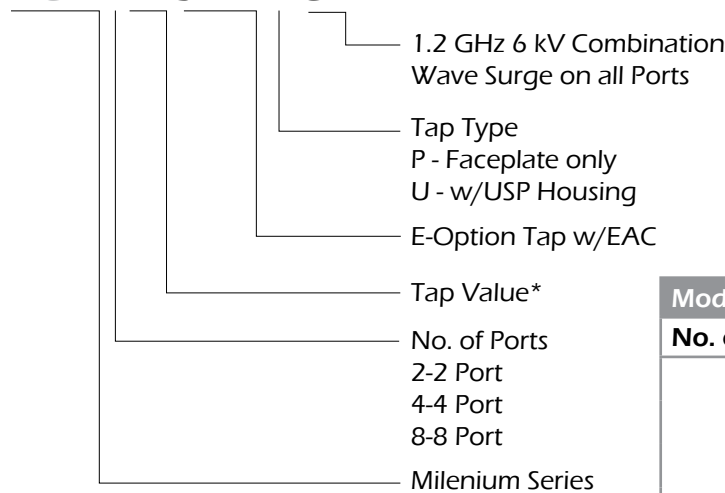 1.2 GHz 6 kV Combination
Wave Surge on all Ports
Tap Type
P - Faceplate only
U - w/USP Housing
E-Option Tap w/EAC
Tap Value*
No. of Ports
2-2 Port
4-4 Port
8-8 Port
Milenium Series
Mod
No.